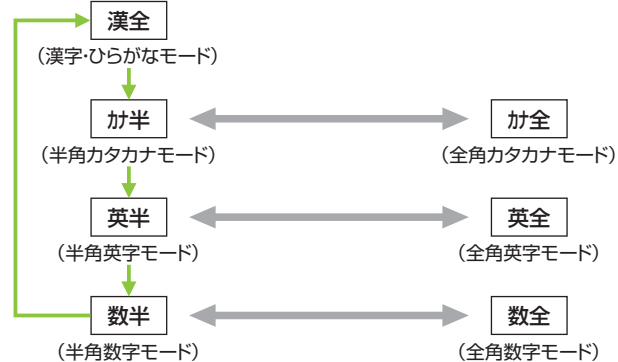 漢全
(漢字･ひらがなモード)
ｶﾅ半
ｶﾅ全
(半角カタカナモード)
(全角カタカナモード)
英半
英全
(半角英字モード)
(全角英字モード)
数半
数全
(半角数字モード)
(全角数字モード)